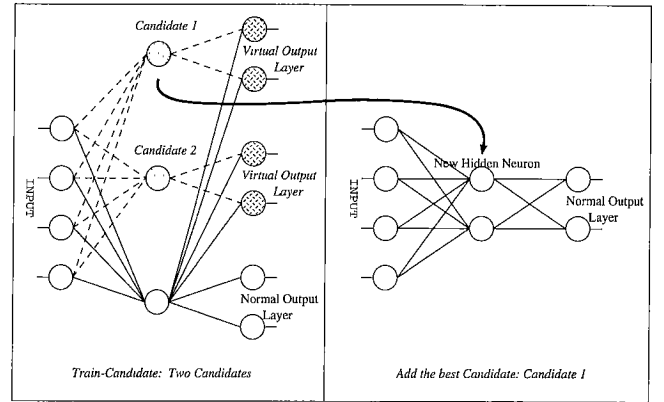 Candidate 1
Virtual Output
Layer
Candidate 2
Virtual Output
Layer
INPUT
Normal Output
Layer
Train-Candidate: Two Candidates
New Hidden Neuron
INPUT
Normal Output
Layer
Add the best Candidate: Candidate 1